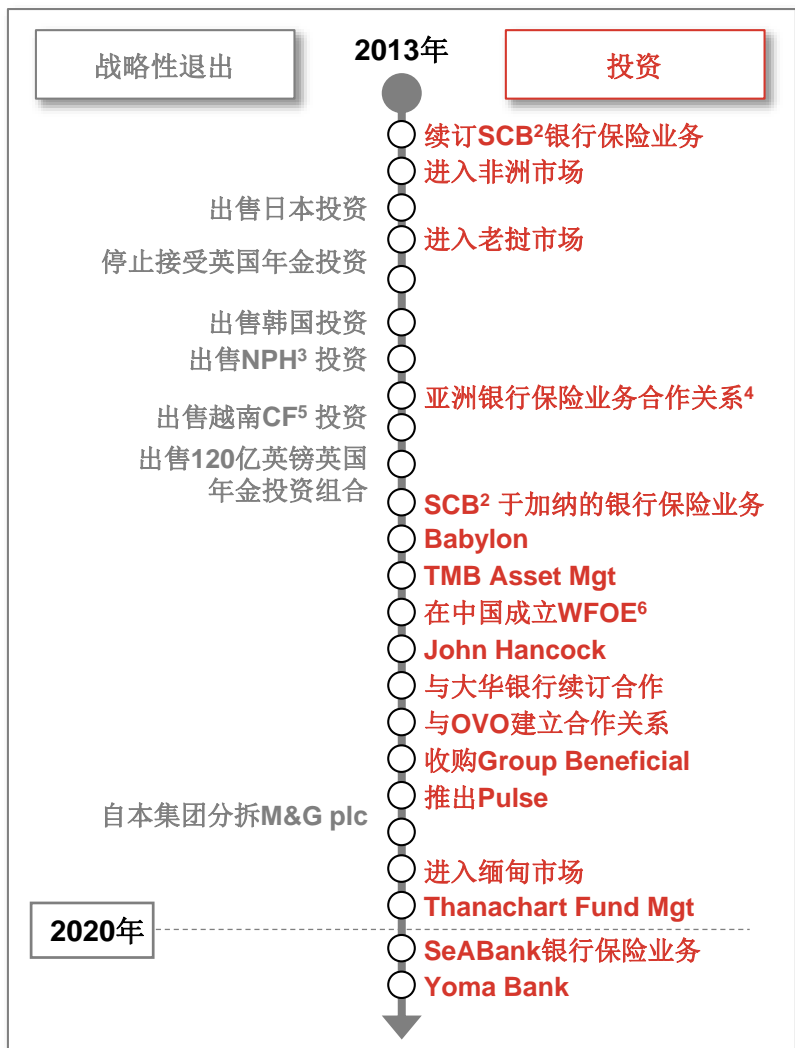 战略性退出
2013年
投资
续订SCB²银行保险业务
进入非洲市场
出售日本投资
进入老挝市场
停止接受英国年金投资
出售韩国投资
出售NPH³ 投资
亚洲银行保险业务合作关系⁴
出售越南CF⁵ 投资
出售120亿英镑英国
年金投资组合
SCB² 于加纳的银行保险业务
Babylon
TMB Asset Mgt
在中国成立WFOE⁶
John Hancock
与大华银行续订合作
与OVO建立合作关系
收购Group Beneficial
推出Pulse
自本集团分拆M&G plc
进入缅甸市场
Thanachart Fund Mgt
2020年
SeABank银行保险业务
Yoma Bank